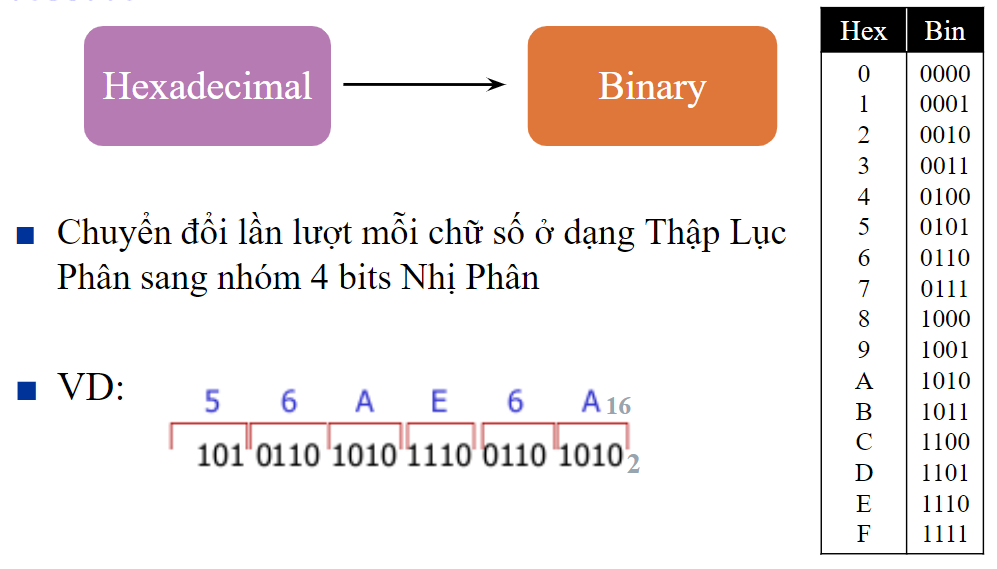 Hexadecimal
Binary
Chuyển đổi lần lượt mỗi chữ số ở dạng Thập Lục
Phân sang nhóm 4 bits Nhị Phân
VD:
5 6 A E 6 A 16
101 0110 1010 1110 0110 1010 2
Hex Bin
0 0000
1 0001
2 0010
3 0011
4 0100
5 0101
6 0110
7 0111
8 1000
9 1001
A 1010
B 1011
C 1100
D 1101
E 1110
F 1111